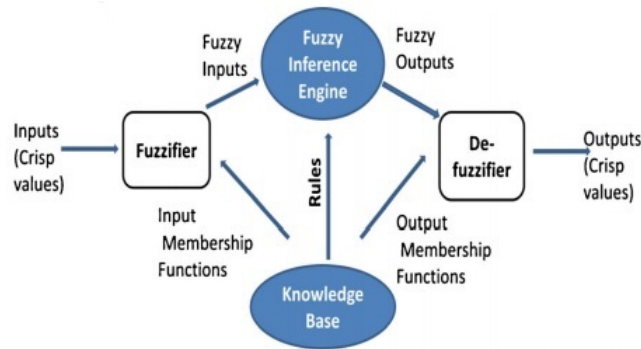 Fuzzy
Inputs
Fuzzy
Inference
Engine
Fuzzy
Outputs
Inputs
(Crisp
values)
Fuzzifier
De-
fuzzifier
Outputs
(Crisp
values)
Rules
Input
Membership
Functions
Output
Membership
Functions
Knowledge
Base